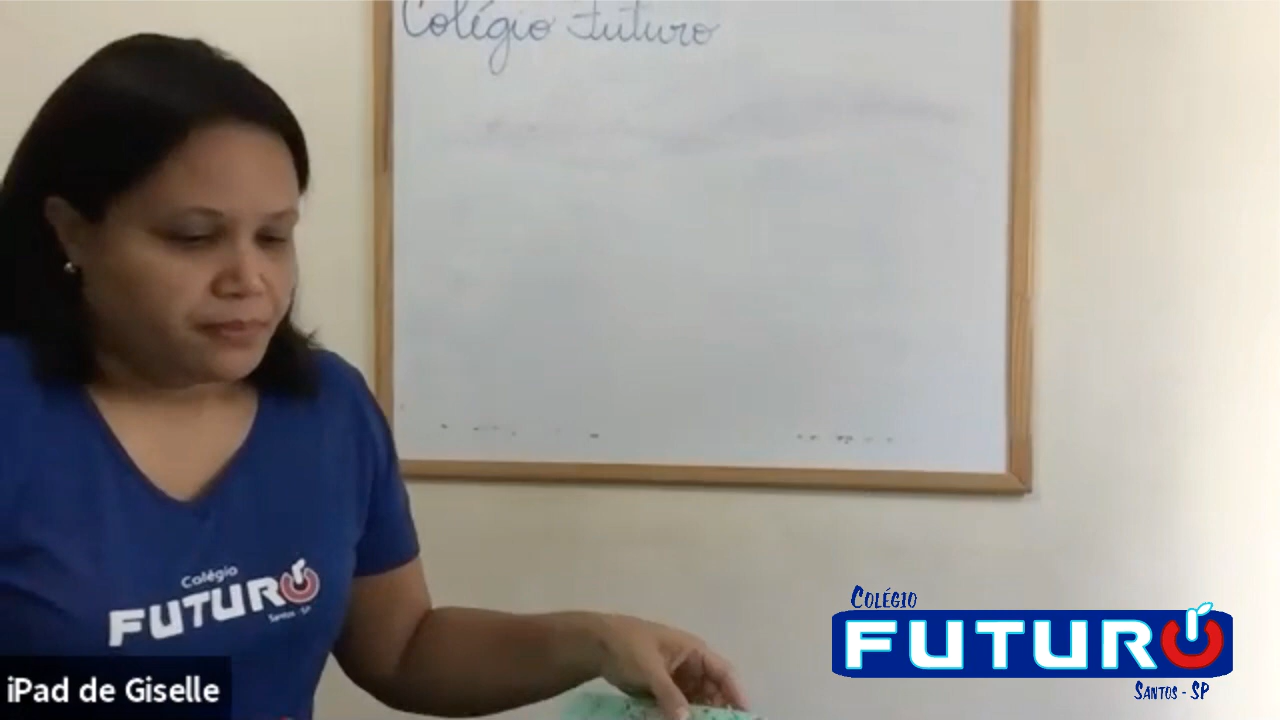 Colégio Futuro
Colégio
FUTURO
Santos - SP
iPad de Giselle
COLÉGIO
FUTURO
SANTOS - SP